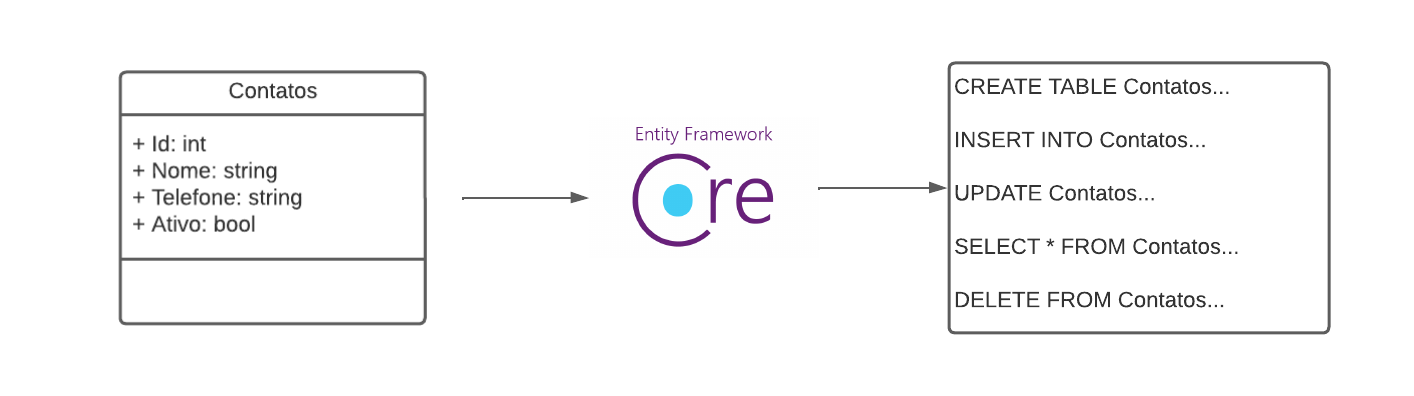 Contatos
+ Id: int
+ Nome: string
+ Telefone: string
+ Ativo: bool
Entity Framework
Core
CREATE TABLE Contatos...
INSERT INTO Contatos...
UPDATE Contatos...
SELECT * FROM Contatos...
DELETE FROM Contatos...